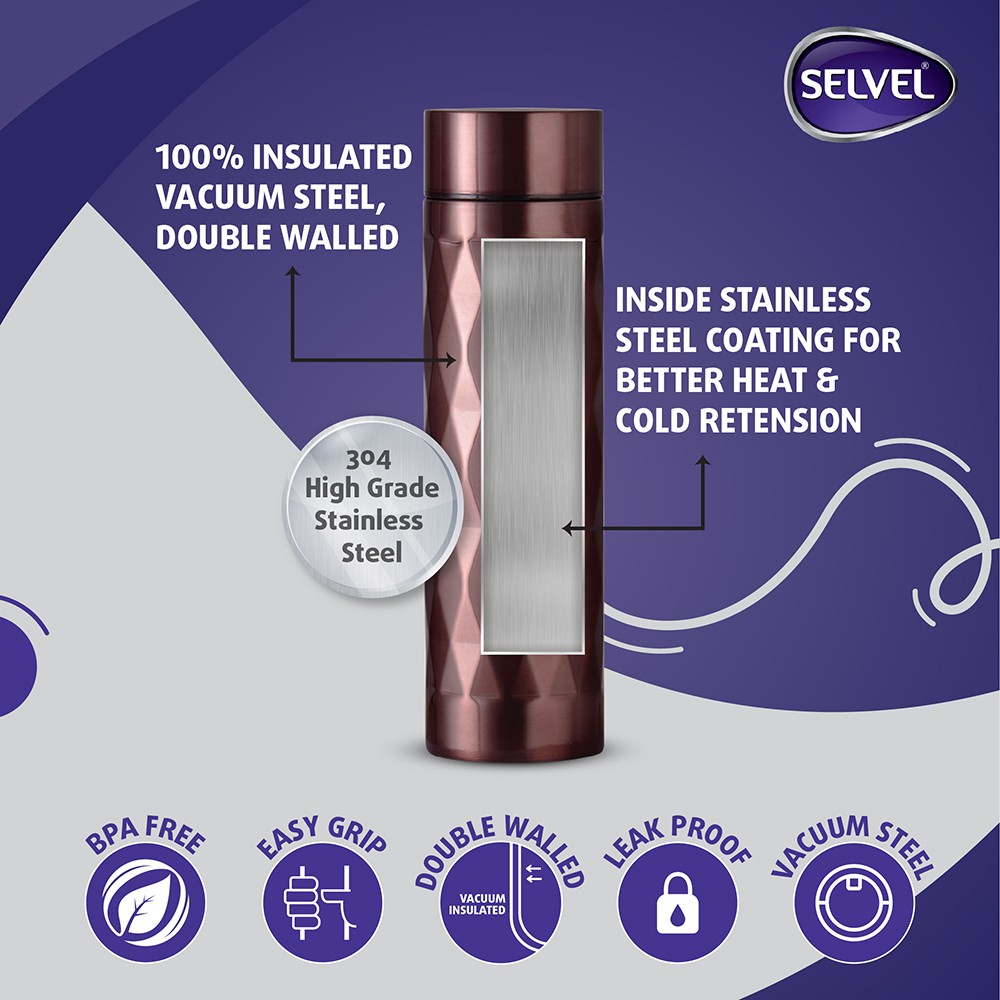 SELVEL®
100% INSULATED
VACUUM STEEL,
DOUBLE WALLED
INSIDE STAINLESS
STEEL COATING FOR
BETTER HEAT &
COLD RETENSION
304
High Grade
Stainless
Steel
BPA FREE
EASY GRIP
DOUBLE WALLED
VACUUM
INSULATED
LEAK PROOF
VACUUM STEEL